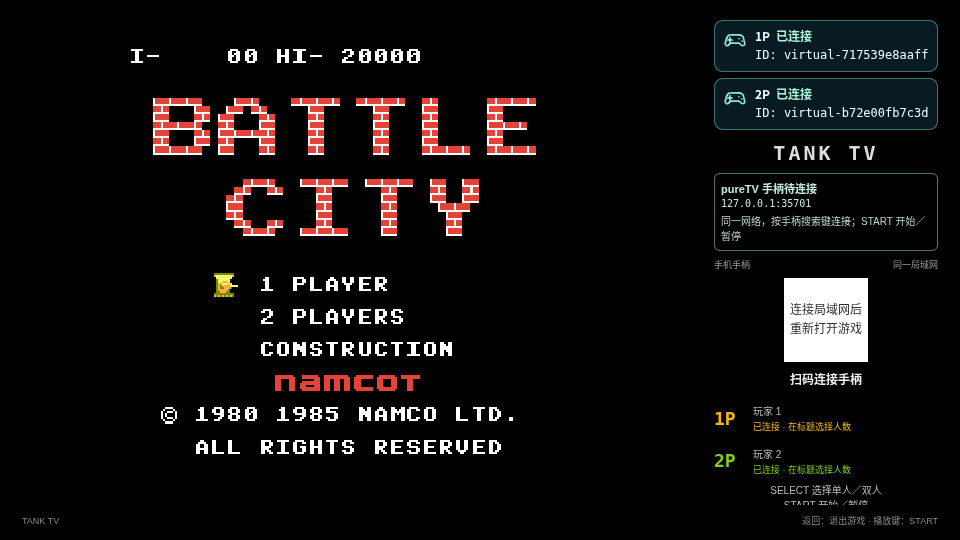 I-    00 HI- 20000
BATTLE
CITY
1 PLAYER
2 PLAYERS
CONSTRUCTION
namcot
© 1980 1985 NAMCO LTD.
ALL RIGHTS RESERVED
TANK TV
1P 已连接
ID: virtual-717539e8aaff
2P 已连接
ID: virtual-b72e00fb7c3d
TANK TV
pureTV 手柄待连接
127.0.0.1:35701
同一网络，按手柄搜索键连接；START 开始／
暂停
手机手柄 同一局域网
连接局域网后
重新打开游戏
扫码连接手柄
1P 玩家 1
已连接 · 在标题选择人数
2P 玩家 2
已连接 · 在标题选择人数
SELECT 选择单人／双人
START 开始／暂停
返回：退出游戏 · 播放键：START